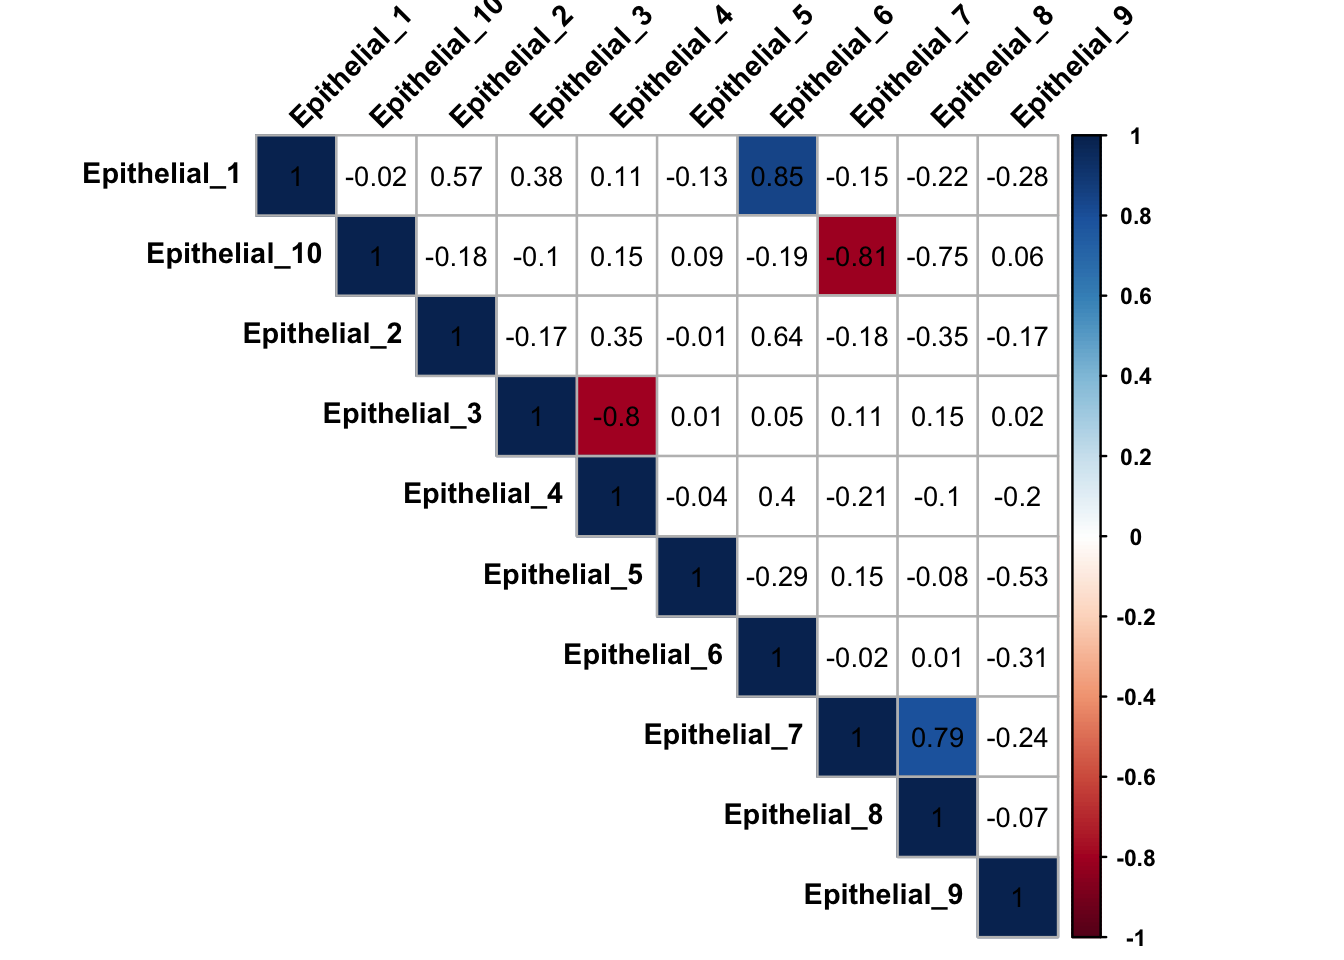 Epithelial_1
Epithelial_10
Epithelial_2
Epithelial_3
Epithelial_4
Epithelial_5
Epithelial_6
Epithelial_7
Epithelial_8
Epithelial_9
Epithelial_1 1 -0.02 0.57 0.38 0.11 -0.13 0.85 -0.15 -0.22 -0.28
Epithelial_10 1 -0.18 -0.1 0.15 0.09 -0.19 -0.81 -0.75 0.06
Epithelial_2 1 -0.17 0.35 -0.01 0.64 -0.18 -0.35 -0.17
Epithelial_3 1 -0.8 0.01 0.05 0.11 0.15 0.02
Epithelial_4 1 -0.04 0.4 -0.21 -0.1 -0.2
Epithelial_5 1 -0.29 0.15 -0.08 -0.53
Epithelial_6 1 -0.02 0.01 -0.31
Epithelial_7 1 0.79 -0.24
Epithelial_8 1 -0.07
Epithelial_9 1
1
0.8
0.6
0.4
0.2
0
-0.2
-0.4
-0.6
-0.8
-1